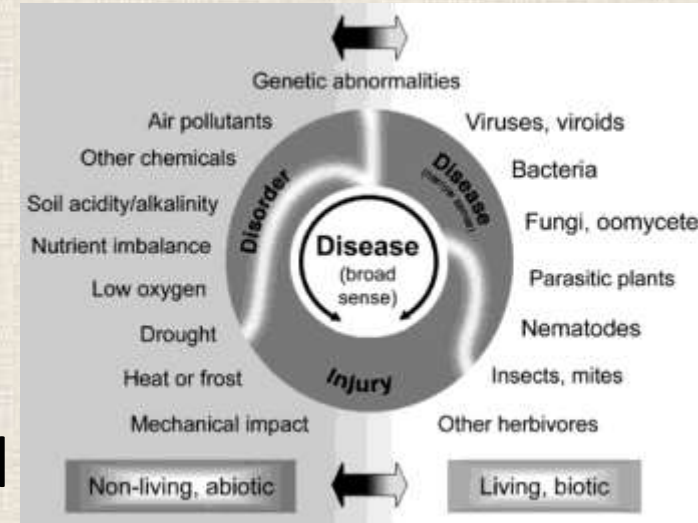 Genetic abnormalities
Air pollutants
Other chemicals
Soil acidity/alkalinity
Nutrient imbalance
Low oxygen
Drought
Heat or frost
Mechanical impact
Non-living, abiotic
Disorder
Disease
(narrow sense)
Disease
(broad
sense)
Injury
Viruses, viroids
Bacteria
Fungi, oomycete
Parasitic plants
Nematodes
Insects, mites
Other herbivores
Living, biotic